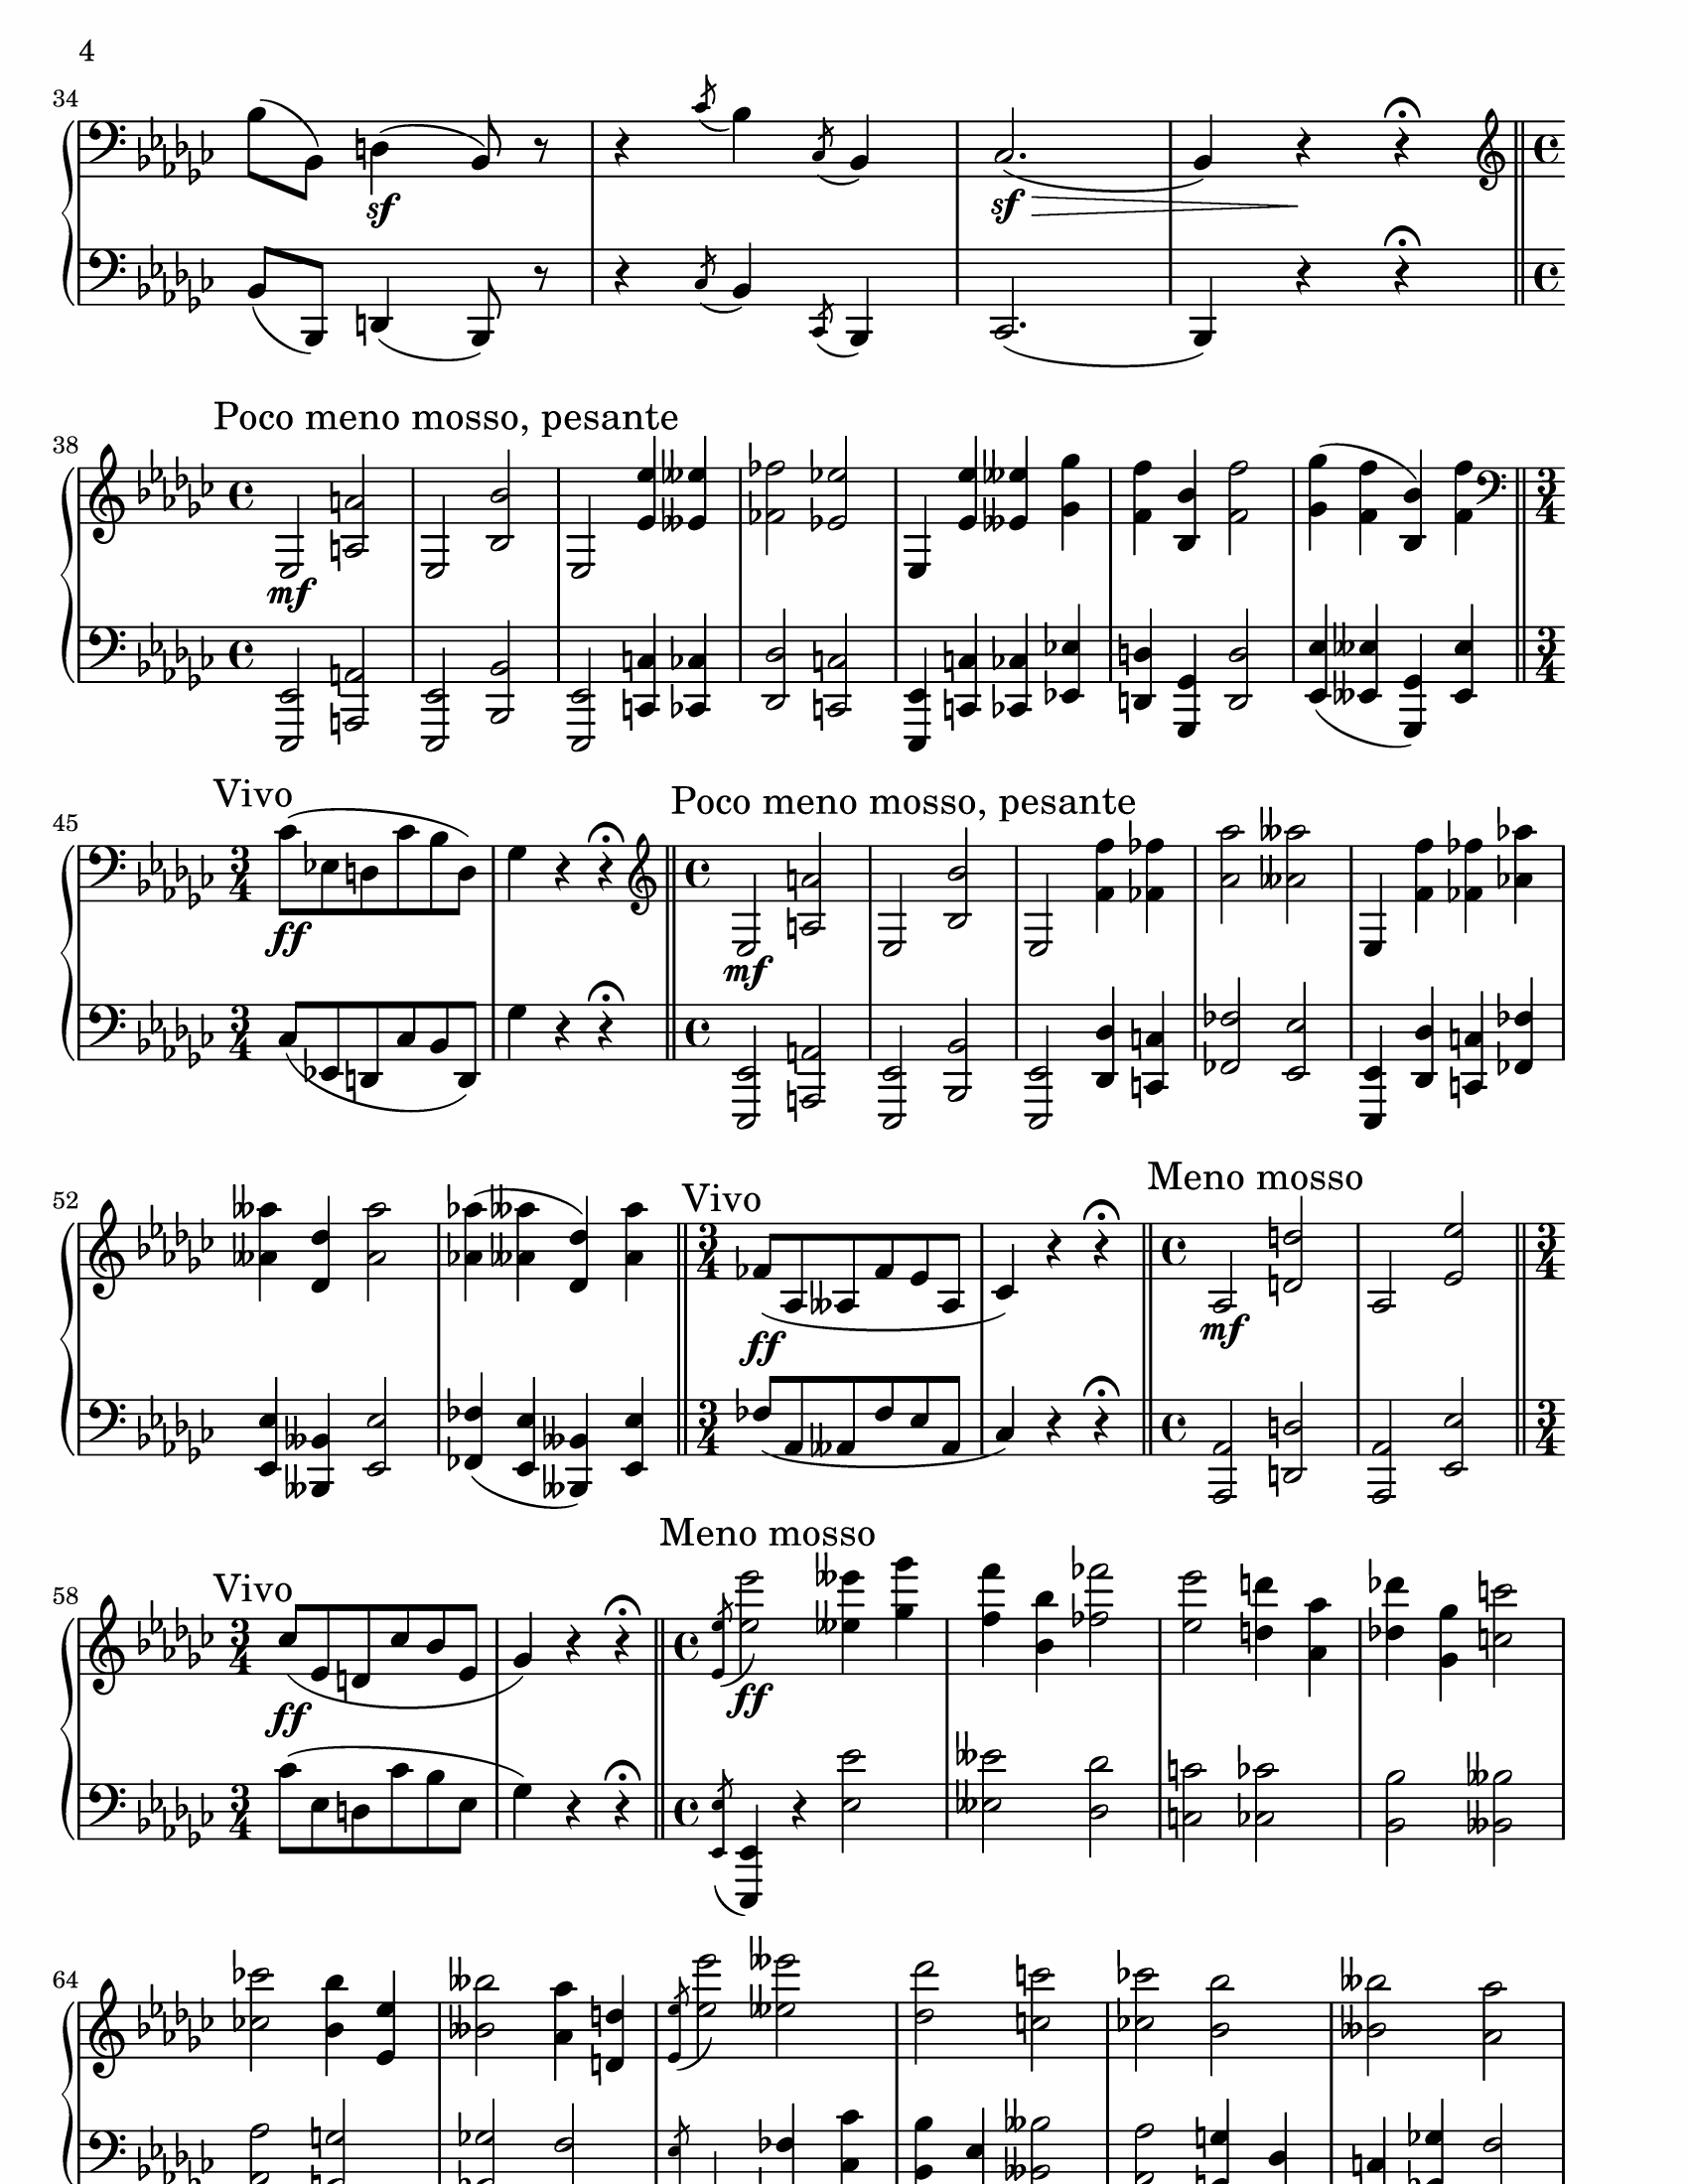 4
34
sf
sf
Poco meno mosso, pesante
38
mf
Vivo
Poco meno mosso, pesante
45
ff
mf
Meno mosso
Vivo
52
ff
mf
Meno mosso
Vivo
58
ff
ff
64